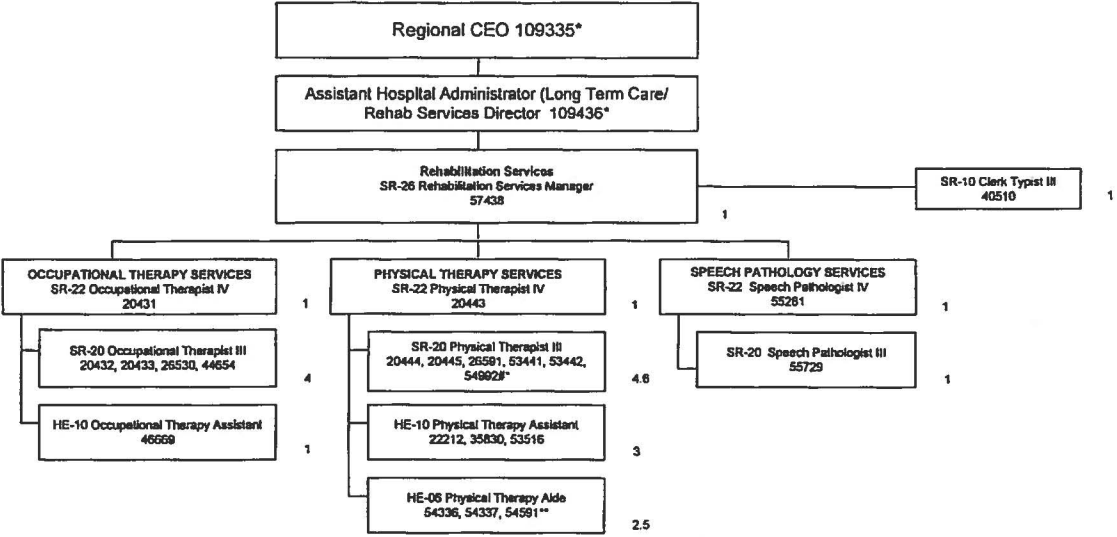 Regional CEO 109335*
Assistant Hospital Administrator (Long Term Care/
Rehab Services Director 109436*
Rehabilitation Services
SR-26 Rehabilitation Services Manager
57438
1
SR-10 Clerk Typist III
40510
1
OCCUPATIONAL THERAPY SERVICES
SR-22 Occupational Therapist IV
20431
1
PHYSICAL THERAPY SERVICES
SR-22 Physical Therapist IV
20443
1
SPEECH PATHOLOGY SERVICES
SR-22 Speech Pathologist IV
55261
1
SR-20 Occupational Therapist III
20432, 20433, 26530, 44654
4
SR-20 Physical Therapist III
20444, 20445, 26591, 53441, 53442,
54992#*
4.6
SR-20 Speech Pathologist III
55729
1
HE-10 Occupational Therapy Assistant
46669
1
HE-10 Physical Therapy Assistant
22212, 35830, 53516
3
HE-06 Physical Therapy Aide
54336, 54337, 54591**
2.5